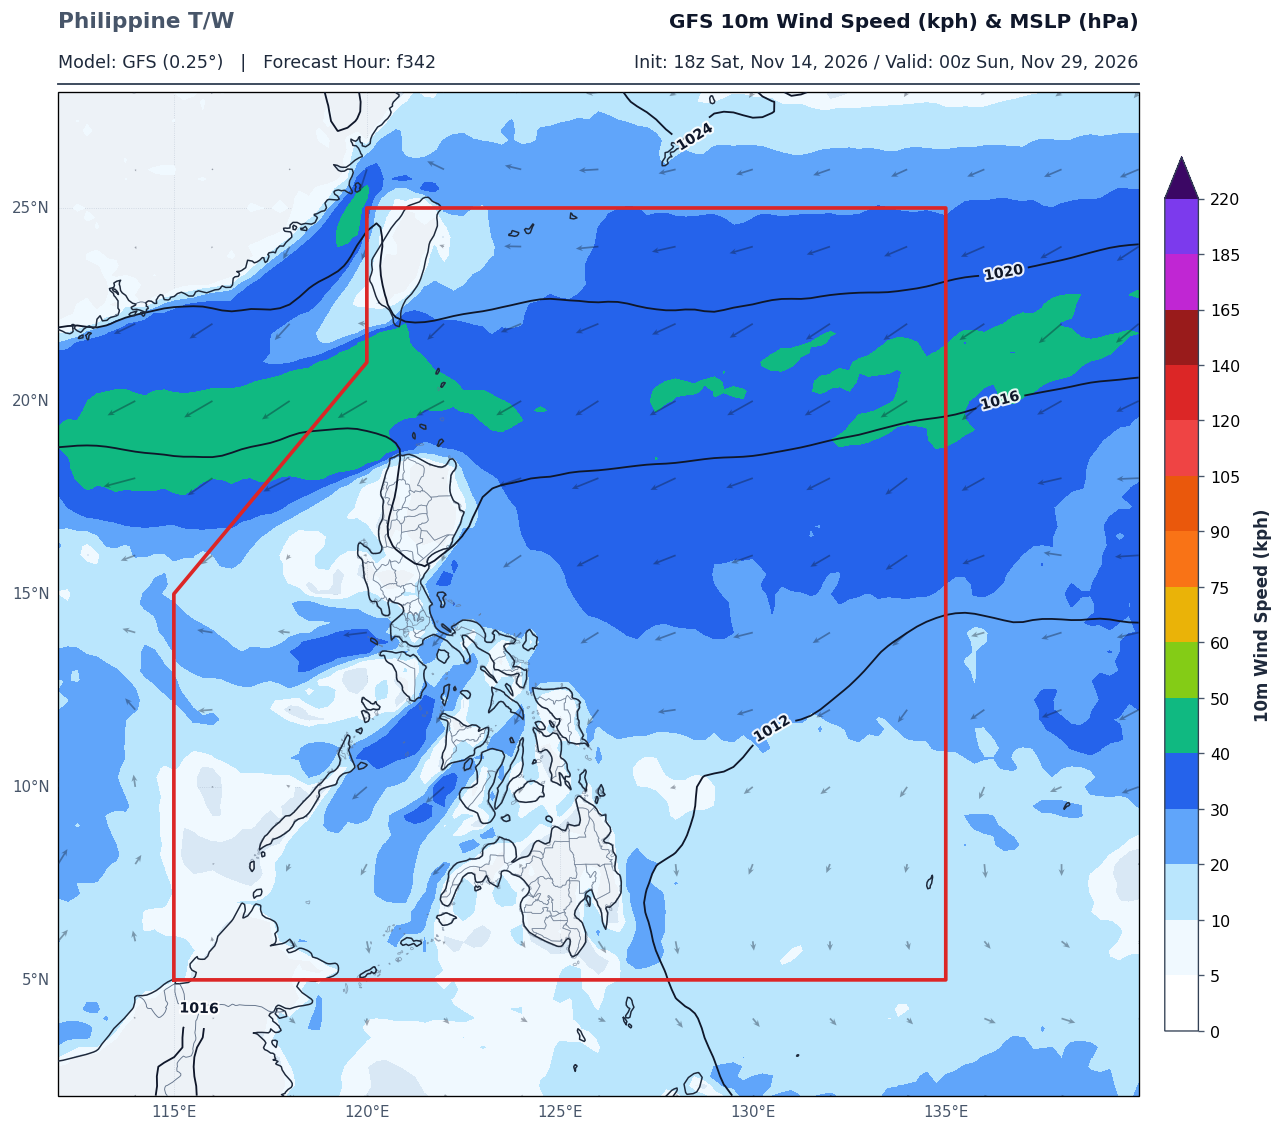 Philippine T/W
GFS 10m Wind Speed (kph) & MSLP (hPa)
Model: GFS (0.25°) | Forecast Hour: f342
Init: 18z Sat, Nov 14, 2026 / Valid: 00z Sun, Nov 29, 2026
1024
1020
1016
1012
1016
25°N
20°N
15°N
10°N
5°N
115°E
120°E
125°E
130°E
135°E
220
185
165
140
120
105
90
75
60
50
40
30
20
10
5
0
10m Wind Speed (kph)